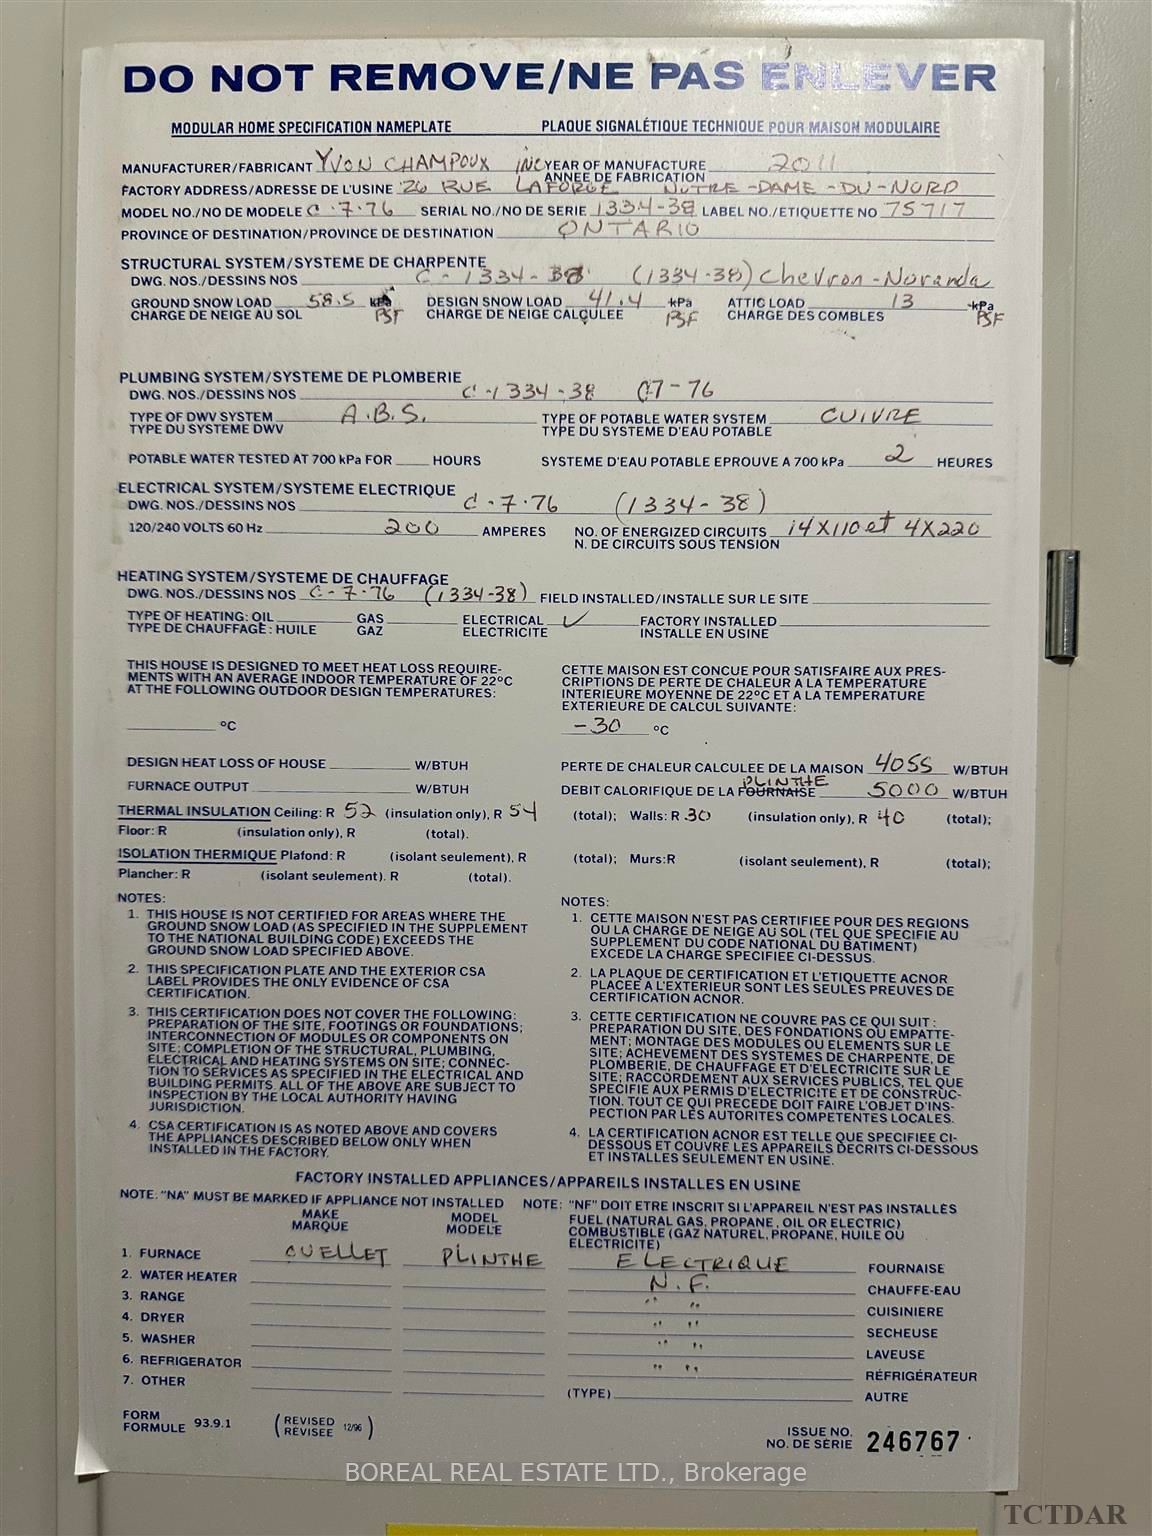 DO NOT REMOVE/NE PAS ENLEVER
MODULAR HOME SPECIFICATION NAMEPLATE PLAQUE SIGNALÉTIQUE TECHNIQUE POUR MAISON MODULAIRE
MANUFACTURER/FABRICANT YVON CHAMPOUX INC YEAR OF MANUFACTURE 2011
ANNEE DE FABRICATION
FACTORY ADDRESS/ADRESSE DE L'USINE 26 RUE LAFORGE NOTRE-DAME-DU-NORD
MODEL NO./NO DE MODELE C-7-76 SERIAL NO./NO DE SERIE 1334-38 LABEL NO./ETIQUETTE NO 75717
PROVINCE OF DESTINATION/PROVINCE DE DESTINATION ONTARIO
STRUCTURAL SYSTEM/SYSTEME DE CHARPENTE
DWG. NOS./DESSINS NOS C-1334-38 (1334-38) Chevron-Noranda
GROUND SNOW LOAD 58.5 kPa DESIGN SNOW LOAD 41.4 kPa ATTIC LOAD 13 kPa
CHARGE DE NEIGE AU SOL PSF CHARGE DE NEIGE CALCULEE PSF CHARGE DES COMBLES PSF
PLUMBING SYSTEM/SYSTEME DE PLOMBERIE
DWG. NOS./DESSINS NOS C-1334-38 C7-76
TYPE OF DWV SYSTEM A.B.S. TYPE OF POTABLE WATER SYSTEM CUIVRE
TYPE DU SYSTEME DWV TYPE DU SYSTEME D'EAU POTABLE
POTABLE WATER TESTED AT 700 kPa FOR HOURS SYSTEME D'EAU POTABLE EPROUVE A 700 kPa 2 HEURES
ELECTRICAL SYSTEM/SYSTEME ELECTRIQUE
DWG. NOS./DESSINS NOS C-7-76 (1334-38)
120/240 VOLTS 60 Hz 200 AMPERES NO. OF ENERGIZED CIRCUITS 14X110 et 4X220
N. DE CIRCUITS SOUS TENSION
HEATING SYSTEM/SYSTEME DE CHAUFFAGE
DWG. NOS./DESSINS NOS C-7-76 (1334-38) FIELD INSTALLED/INSTALLE SUR LE SITE
TYPE OF HEATING: OIL GAS ELECTRICAL ✓ FACTORY INSTALLED
TYPE DE CHAUFFAGE: HUILE GAZ ELECTRICITE INSTALLE EN USINE
THIS HOUSE IS DESIGNED TO MEET HEAT LOSS REQUIRE-
MENTS WITH AN AVERAGE INDOOR TEMPERATURE OF 22°C
AT THE FOLLOWING OUTDOOR DESIGN TEMPERATURES:
°C
CETTE MAISON EST CONCUE POUR SATISFAIRE AUX PRES-
CRIPTIONS DE PERTE DE CHALEUR A LA TEMPERATURE
INTERIEURE MOYENNE DE 22°C ET A LA TEMPERATURE
EXTERIEURE DE CALCUL SUIVANTE:
-30 °C
DESIGN HEAT LOSS OF HOUSE W/BTUH PERTE DE CHALEUR CALCULEE DE LA MAISON 4055 W/BTUH
PLINTHE
FURNACE OUTPUT W/BTUH DEBIT CALORIFIQUE DE LA FOURNAISE 5000 W/BTUH
THERMAL INSULATION Ceiling: R 52 (insulation only), R 54 (total); Walls: R 30 (insulation only), R 40 (total);
Floor: R (insulation only), R (total).
ISOLATION THERMIQUE Plafond: R (isolant seulement), R (total); Murs:R (isolant seulement), R (total);
Plancher: R (isolant seulement). R (total).
NOTES:
1. THIS HOUSE IS NOT CERTIFIED FOR AREAS WHERE THE
GROUND SNOW LOAD (AS SPECIFIED IN THE SUPPLEMENT
TO THE NATIONAL BUILDING CODE) EXCEEDS THE
GROUND SNOW LOAD SPECIFIED ABOVE.
2. THIS SPECIFICATION PLATE AND THE EXTERIOR CSA
LABEL PROVIDES THE ONLY EVIDENCE OF CSA
CERTIFICATION.
3. THIS CERTIFICATION DOES NOT COVER THE FOLLOWING:
PREPARATION OF THE SITE, FOOTINGS OR FOUNDATIONS;
INTERCONNECTION OF MODULES OR COMPONENTS ON
SITE; COMPLETION OF THE STRUCTURAL, PLUMBING,
ELECTRICAL AND HEATING SYSTEMS ON SITE; CONNEC-
TION TO SERVICES AS SPECIFIED IN THE ELECTRICAL AND
BUILDING PERMITS. ALL OF THE ABOVE ARE SUBJECT TO
INSPECTION BY THE LOCAL AUTHORITY HAVING
JURISDICTION.
4. CSA CERTIFICATION IS AS NOTED ABOVE AND COVERS
THE APPLIANCES DESCRIBED BELOW ONLY WHEN
INSTALLED IN THE FACTORY.
NOTES:
1. CETTE MAISON N'EST PAS CERTIFIEE POUR DES REGIONS
OU LA CHARGE DE NEIGE AU SOL (TEL QUE SPECIFIE AU
SUPPLEMENT DU CODE NATIONAL DU BATIMENT)
EXCEDE LA CHARGE SPECIFIEE CI-DESSUS.
2. LA PLAQUE DE CERTIFICATION ET L'ETIQUETTE ACNOR
PLACEE A L'EXTERIEUR SONT LES SEULES PREUVES DE
CERTIFICATION ACNOR.
3. CETTE CERTIFICATION NE COUVRE PAS CE QUI SUIT:
PREPARATION DU SITE, DES FONDATIONS OU EMPATTE-
MENT; MONTAGE DES MODULES OU ELEMENTS SUR LE
SITE; ACHEVEMENT DES SYSTEMES DE CHARPENTE, DE
PLOMBERIE, DE CHAUFFAGE ET D'ELECTRICITE SUR LE
SITE; RACCORDEMENT AUX SERVICES PUBLICS, TEL QUE
SPECIFIE AUX PERMIS D'ELECTRICITE ET DE CONSTRUC-
TION. TOUT CE QUI PRECEDE DOIT FAIRE L'OBJET D'INS-
PECTION PAR LES AUTORITES COMPETENTES LOCALES.
4. LA CERTIFICATION ACNOR EST TELLE QUE SPECIFIEE CI-
DESSOUS ET COUVRE LES APPAREILS DECRITS CI-DESSOUS
ET INSTALLES SEULEMENT EN USINE.
FACTORY INSTALLED APPLIANCES/APPAREILS INSTALLES EN USINE
NOTE: "NA" MUST BE MARKED IF APPLIANCE NOT INSTALLED NOTE: "NF" DOIT ETRE INSCRIT SI L'APPAREIL N'EST PAS INSTALLÉS
MAKE MODEL FUEL (NATURAL GAS, PROPANE, OIL OR ELECTRIC)
MARQUE MODELE COMBUSTIBLE (GAZ NATUREL, PROPANE, HUILE OU
ELECTRICITE)
1. FURNACE OUELLET PLINTHE ELECTRIQUE FOURNAISE
2. WATER HEATER N.F. CHAUFFE-EAU
3. RANGE " " CUISINIERE
4. DRYER " " SECHEUSE
5. WASHER " " LAVEUSE
6. REFRIGERATOR " " RÉFRIGÉRATEUR
7. OTHER (TYPE) AUTRE
FORM
FORMULE 93.9.1 (REVISED
REVISEE 12/96)
ISSUE NO.
NO. DE SÉRIE 246767
BOREAL REAL ESTATE LTD., Brokerage
TCTDAR